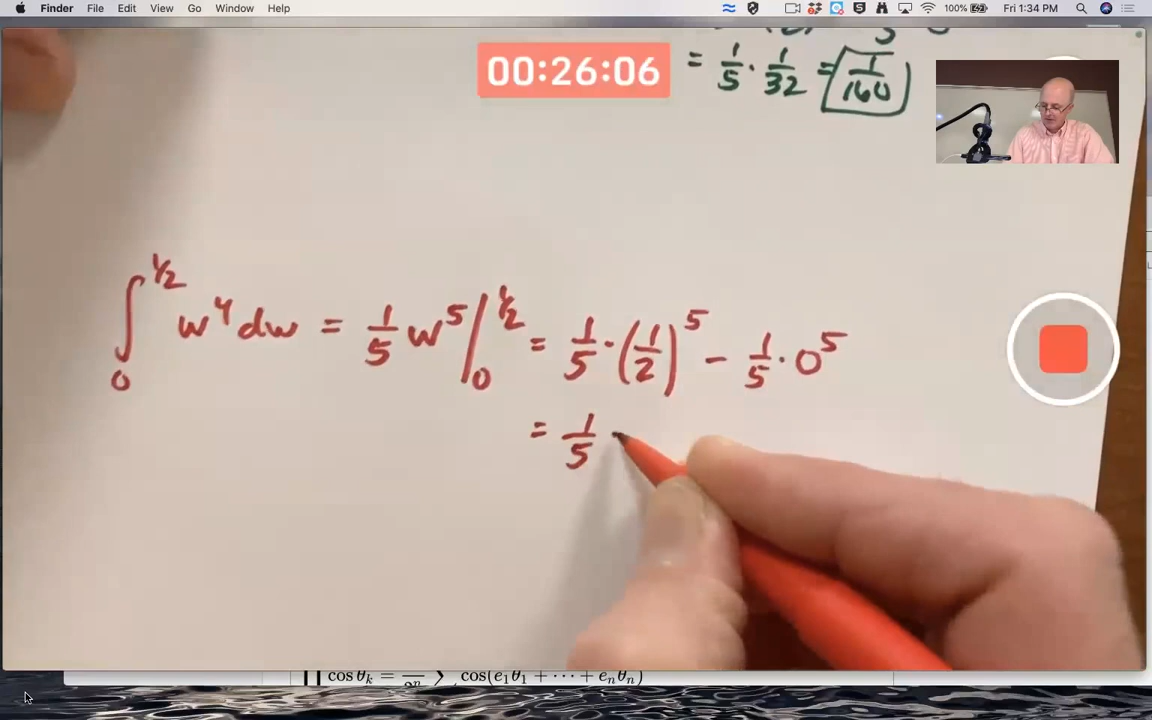 Finder File Edit View Go Window Help 100% Fri 1:34 PM
00:26:06
= 1/5 · 1/32 = 1/160
∫₀^{1/2} w⁴ dw = 1/5 w⁵ |₀^{1/2} = 1/5 · (1/2)⁵ − 1/5 · 0⁵
= 1/5
∏ cos θₖ = ∑ cos(e₁θ₁ + ⋯ + eₙθₙ)